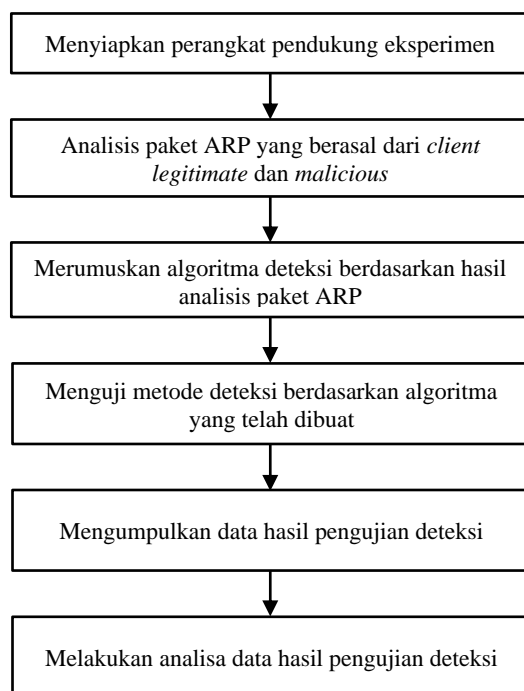 Menyiapkan perangkat pendukung eksperimen
Analisis paket ARP yang berasal dari client
legitimate dan malicious
Merumuskan algoritma deteksi berdasarkan hasil
analisis paket ARP
Menguji metode deteksi berdasarkan algoritma
yang telah dibuat
Mengumpulkan data hasil pengujian deteksi
Melakukan analisa data hasil pengujian deteksi